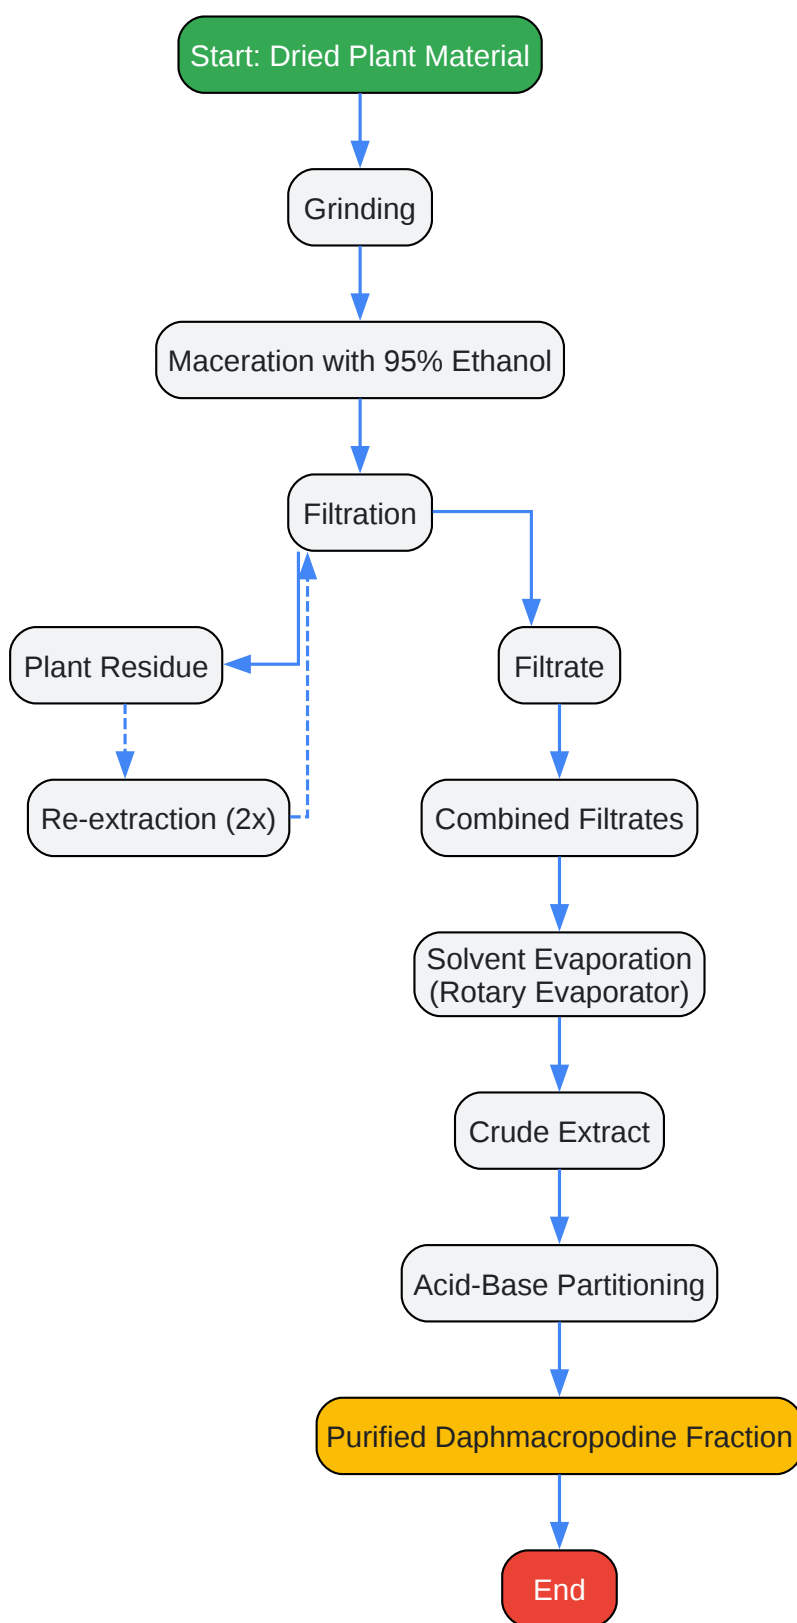 Start: Dried Plant Material
Grinding
Maceration with 95% Ethanol
Filtration
Plant Residue
Filtrate
Re-extraction (2x)
Combined Filtrates
Solvent Evaporation
(Rotary Evaporator)
Crude Extract
Acid-Base Partitioning
Purified Daphmacropodine Fraction
End